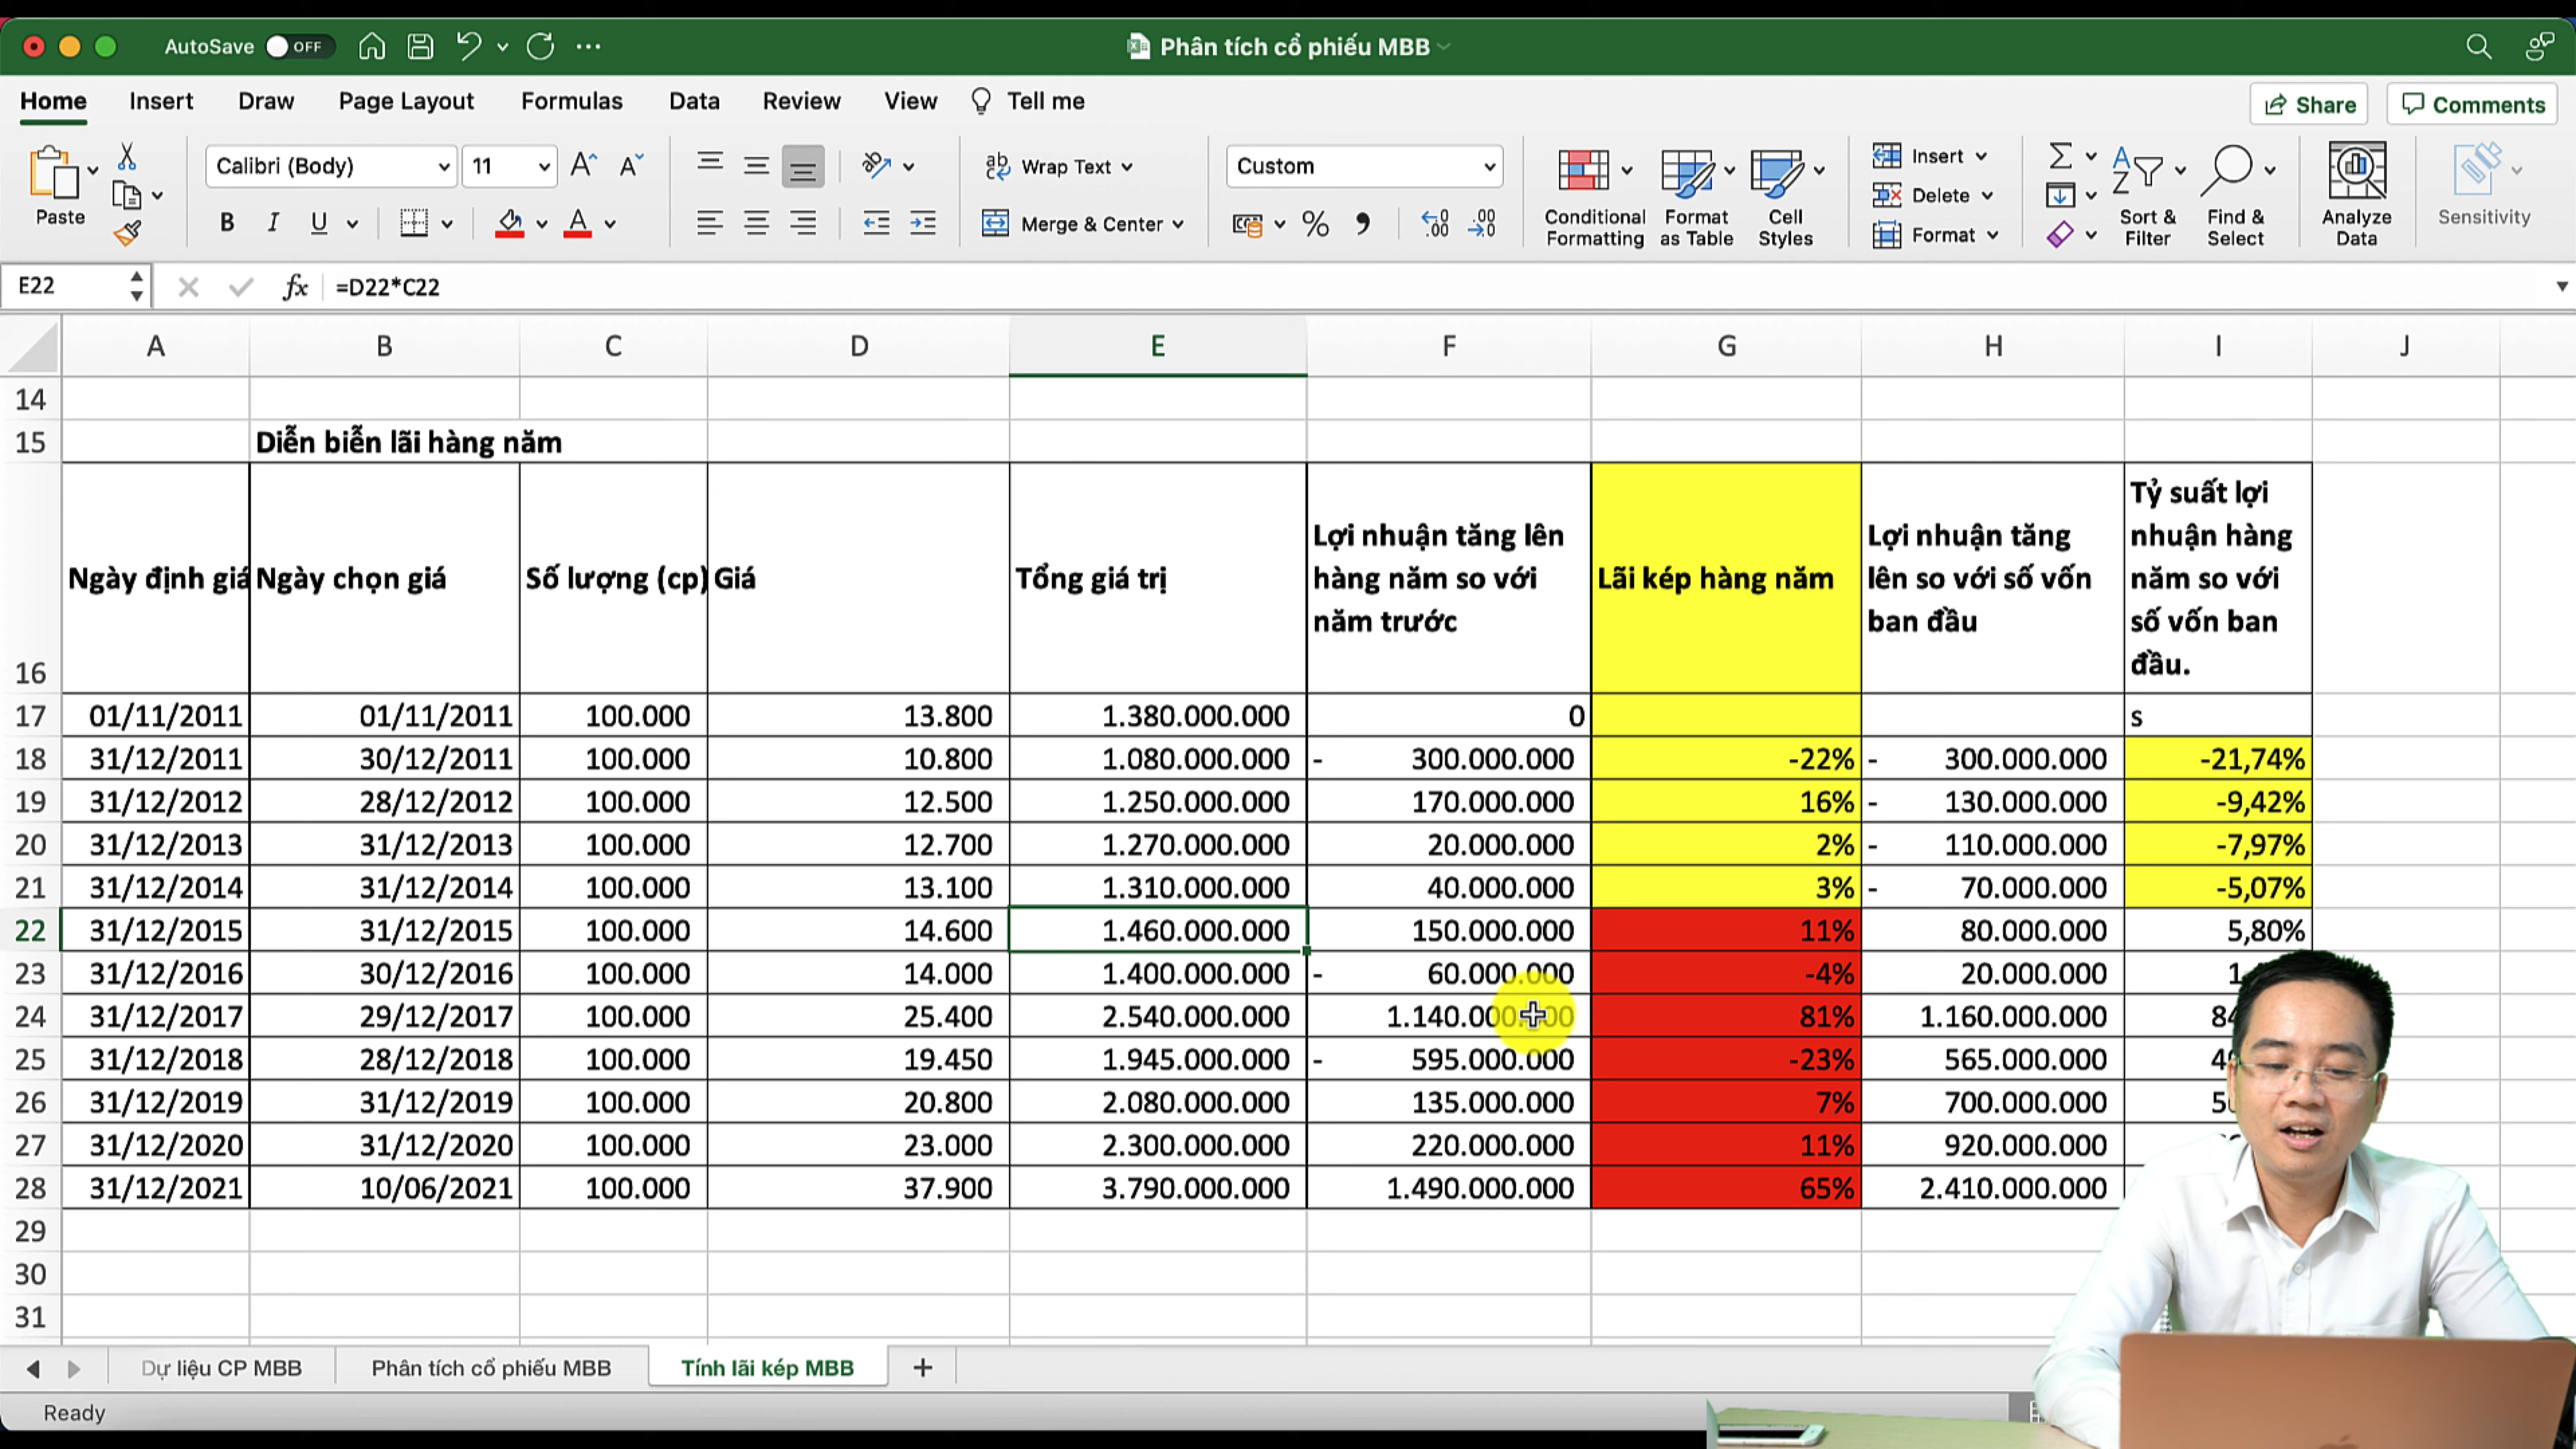 AutoSave OFF
Phân tích cổ phiếu MBB
Home Insert Draw Page Layout Formulas Data Review View Tell me
Share Comments
Paste
Calibri (Body) 11
Wrap Text
Merge & Center
Custom
Conditional Formatting
Format as Table
Cell Styles
Insert
Delete
Format
Sort & Filter
Find & Select
Analyze Data
Sensitivity
E22 fx =D22*C22
A B C D E F G H I J
14
15 Diễn biễn lãi hàng năm
16 Ngày định giá Ngày chọn giá Số lượng (cp) Giá Tổng giá trị Lợi nhuận tăng lên hàng năm so với năm trước Lãi kép hàng năm Lợi nhuận tăng lên so với số vốn ban đầu Tỷ suất lợi nhuận hàng năm so với số vốn ban đầu.
17 01/11/2011 01/11/2011 100.000 13.800 1.380.000.000 0 s
18 31/12/2011 30/12/2011 100.000 10.800 1.080.000.000 - 300.000.000 -22% - 300.000.000 -21,74%
19 31/12/2012 28/12/2012 100.000 12.500 1.250.000.000 170.000.000 16% - 130.000.000 -9,42%
20 31/12/2013 31/12/2013 100.000 12.700 1.270.000.000 20.000.000 2% - 110.000.000 -7,97%
21 31/12/2014 31/12/2014 100.000 13.100 1.310.000.000 40.000.000 3% - 70.000.000 -5,07%
22 31/12/2015 31/12/2015 100.000 14.600 1.460.000.000 150.000.000 11% 80.000.000 5,80%
23 31/12/2016 30/12/2016 100.000 14.000 1.400.000.000 - 60.000.000 -4% 20.000.000
24 31/12/2017 29/12/2017 100.000 25.400 2.540.000.000 1.140.000.000 81% 1.160.000.000
25 31/12/2018 28/12/2018 100.000 19.450 1.945.000.000 - 595.000.000 -23% 565.000.000
26 31/12/2019 31/12/2019 100.000 20.800 2.080.000.000 135.000.000 7% 700.000.000
27 31/12/2020 31/12/2020 100.000 23.000 2.300.000.000 220.000.000 11% 920.000.000
28 31/12/2021 10/06/2021 100.000 37.900 3.790.000.000 1.490.000.000 65% 2.410.000.000
29
30
31
Dự liệu CP MBB Phân tích cổ phiếu MBB Tính lãi kép MBB +
Ready